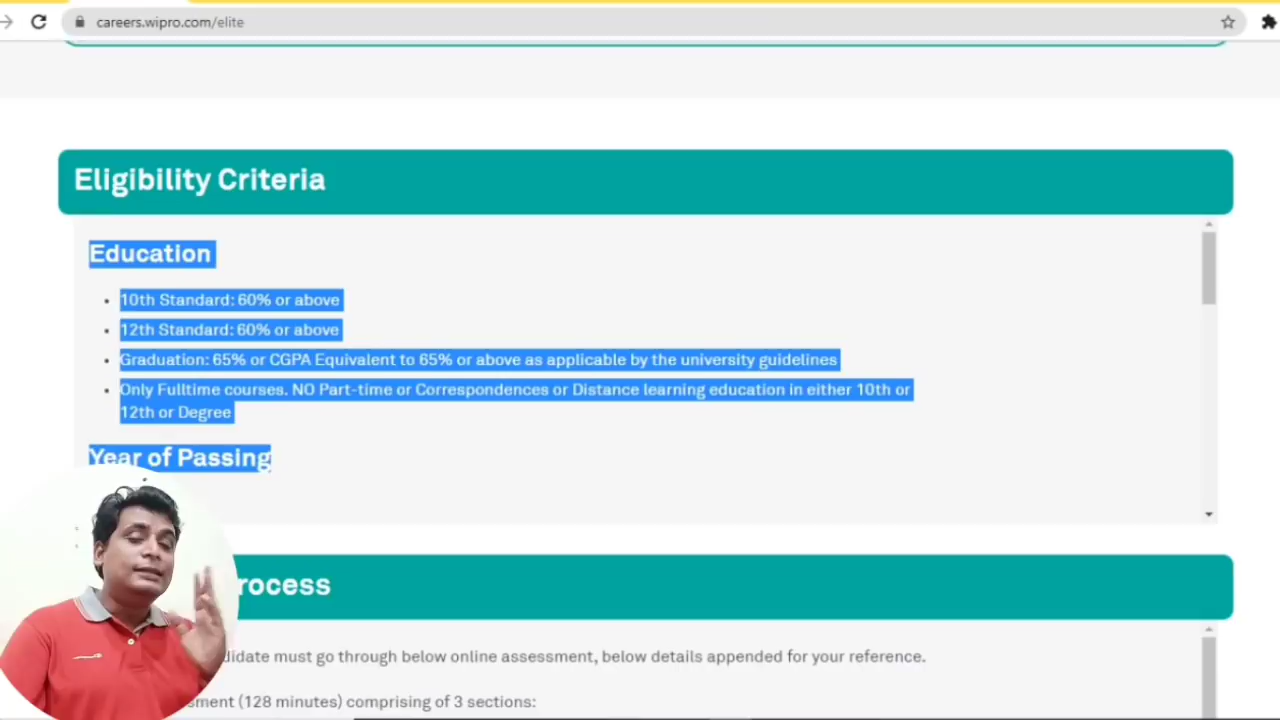 careers.wipro.com/elite
Eligibility Criteria
Education
10th Standard: 60% or above
12th Standard: 60% or above
Graduation: 65% or CGPA Equivalent to 65% or above as applicable by the university guidelines
Only Fulltime courses. NO Part-time or Correspondences or Distance learning education in either 10th or
12th or Degree
Year of Passing
must go through below online assessment, below details appended for your reference.
(128 minutes) comprising of 3 sections: